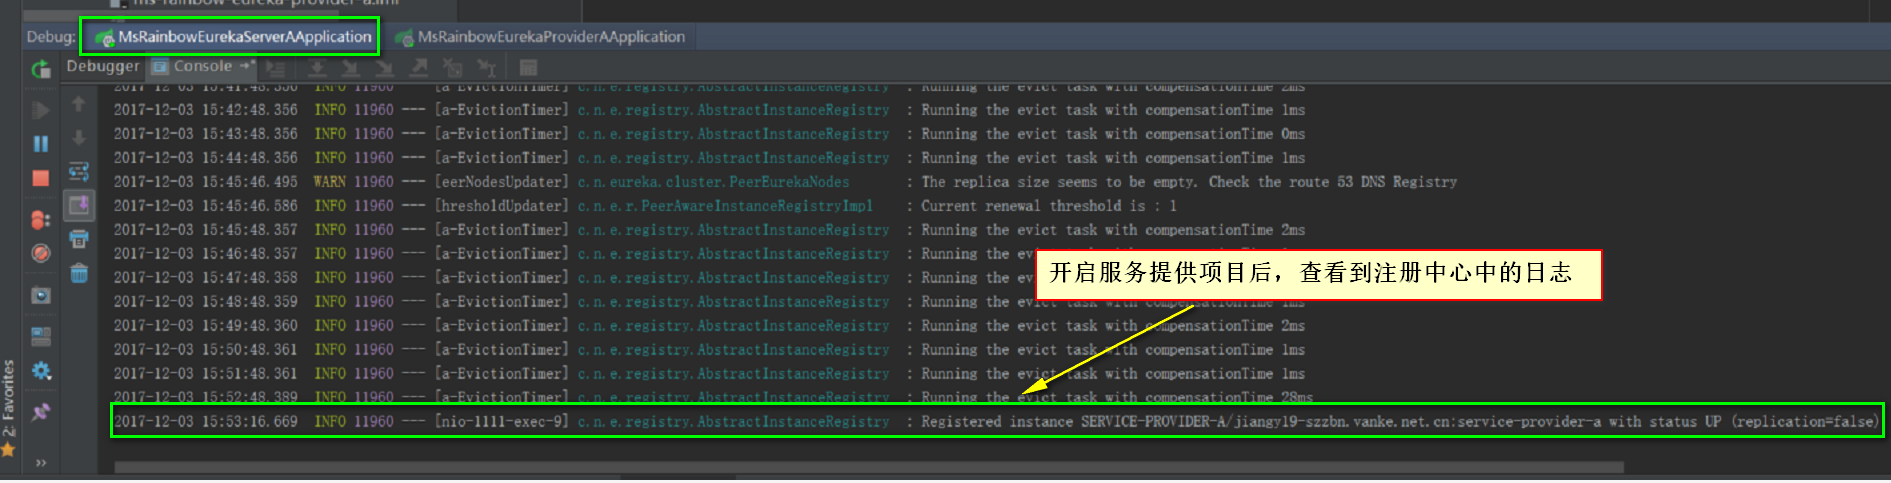 ms-rainbow-eureka-provider-a.iml
Debug: MsRainbowEurekaServerAApplication MsRainbowEurekaProviderAApplication
Debugger Console
2017-12-03 15:41:48.356 INFO 11960 --- [a-EvictionTimer] c.n.e.registry.AbstractInstanceRegistry : Running the evict task with compensationTime 2ms
2017-12-03 15:42:48.356 INFO 11960 --- [a-EvictionTimer] c.n.e.registry.AbstractInstanceRegistry : Running the evict task with compensationTime 1ms
2017-12-03 15:43:48.356 INFO 11960 --- [a-EvictionTimer] c.n.e.registry.AbstractInstanceRegistry : Running the evict task with compensationTime 0ms
2017-12-03 15:44:48.356 INFO 11960 --- [a-EvictionTimer] c.n.e.registry.AbstractInstanceRegistry : Running the evict task with compensationTime 1ms
2017-12-03 15:45:46.495 WARN 11960 --- [eerNodesUpdater] c.n.eureka.cluster.PeerEurekaNodes : The replica size seems to be empty. Check the route 53 DNS Registry
2017-12-03 15:45:46.586 INFO 11960 --- [hresholdUpdater] c.n.e.r.PeerAwareInstanceRegistryImpl : Current renewal threshold is : 1
2017-12-03 15:45:48.357 INFO 11960 --- [a-EvictionTimer] c.n.e.registry.AbstractInstanceRegistry : Running the evict task with compensationTime 2ms
2017-12-03 15:46:48.357 INFO 11960 --- [a-EvictionTimer] c.n.e.registry.AbstractInstanceRegistry : Running the ev
2017-12-03 15:47:48.358 INFO 11960 --- [a-EvictionTimer] c.n.e.registry.AbstractInstanceRegistry : Running the ev
开启服务提供项目后，查看到注册中心中的日志
2017-12-03 15:48:48.359 INFO 11960 --- [a-EvictionTimer] c.n.e.registry.AbstractInstanceRegistry : Running the evict task with compensationTime 1ms
2017-12-03 15:49:48.360 INFO 11960 --- [a-EvictionTimer] c.n.e.registry.AbstractInstanceRegistry : Running the evict task with compensationTime 2ms
2017-12-03 15:50:48.361 INFO 11960 --- [a-EvictionTimer] c.n.e.registry.AbstractInstanceRegistry : Running the evict task with compensationTime 1ms
2017-12-03 15:51:48.361 INFO 11960 --- [a-EvictionTimer] c.n.e.registry.AbstractInstanceRegistry : Running the evict task with compensationTime 1ms
2017-12-03 15:52:48.389 INFO 11960 --- [a-EvictionTimer] c.n.e.registry.AbstractInstanceRegistry : Running the evict task with compensationTime 28ms
2017-12-03 15:53:16.669 INFO 11960 --- [nio-1111-exec-9] c.n.e.registry.AbstractInstanceRegistry : Registered instance SERVICE-PROVIDER-A/jiangy19-szzbn.vanke.net.cn:service-provider-a with status UP (replication=false)
2: Favorites